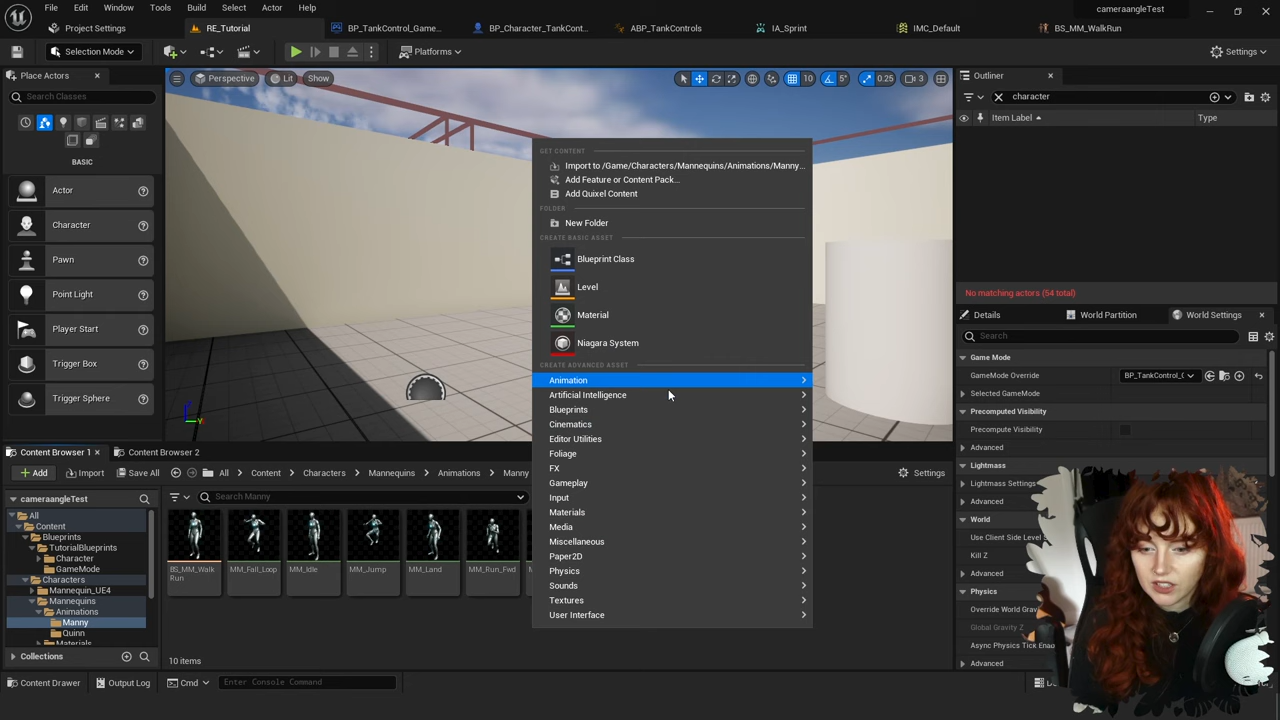 File Edit Window Tools Build Select Actor Help
cameraangleTest
Project Settings
RE_Tutorial
BP_TankControl_Game...
BP_Character_TankCont...
ABP_TankControls
IA_Sprint
IMC_Default
BS_MM_WalkRun
Selection Mode
Platforms
Settings
Place Actors
Search Classes
BASIC
Actor
Character
Pawn
Point Light
Player Start
Trigger Box
Trigger Sphere
Perspective
Lit
Show
10
5°
0.25
3
GET CONTENT
Import to /Game/Characters/Mannequins/Animations/Manny...
Add Feature or Content Pack...
Add Quixel Content
FOLDER
New Folder
CREATE BASIC ASSET
Blueprint Class
Level
Material
Niagara System
CREATE ADVANCED ASSET
Animation
Artificial Intelligence
Blueprints
Cinematics
Editor Utilities
Foliage
FX
Gameplay
Input
Materials
Media
Miscellaneous
Paper2D
Physics
Sounds
Textures
User Interface
Outliner
character
Item Label
Type
No matching actors (54 total)
Details
World Partition
World Settings
Search
Game Mode
GameMode Override
BP_TankControl_(
Selected GameMode
Precomputed Visibility
Precompute Visibility
Advanced
Lightmass
Lightmass Settings
Advanced
World
Use Client Side Level S
Kill Z
Advanced
Physics
Override World Grav
Global Gravity Z
Async Physics Tick Enab
Advanced
Content Browser 1
Content Browser 2
Add
Import
Save All
All
Content
Characters
Mannequins
Animations
Manny
Settings
cameraangleTest
Search Manny
All
Content
Blueprints
TutorialBlueprints
Character
GameMode
Characters
Mannequin_UE4
Mannequins
Animations
Manny
Quinn
Materials
Collections
BS_MM_Walk
Run
MM_Fall_Loop
MM_Idle
MM_Jump
MM_Land
MM_Run_Fwd
10 items
Content Drawer
Output Log
Cmd
Enter Console Command